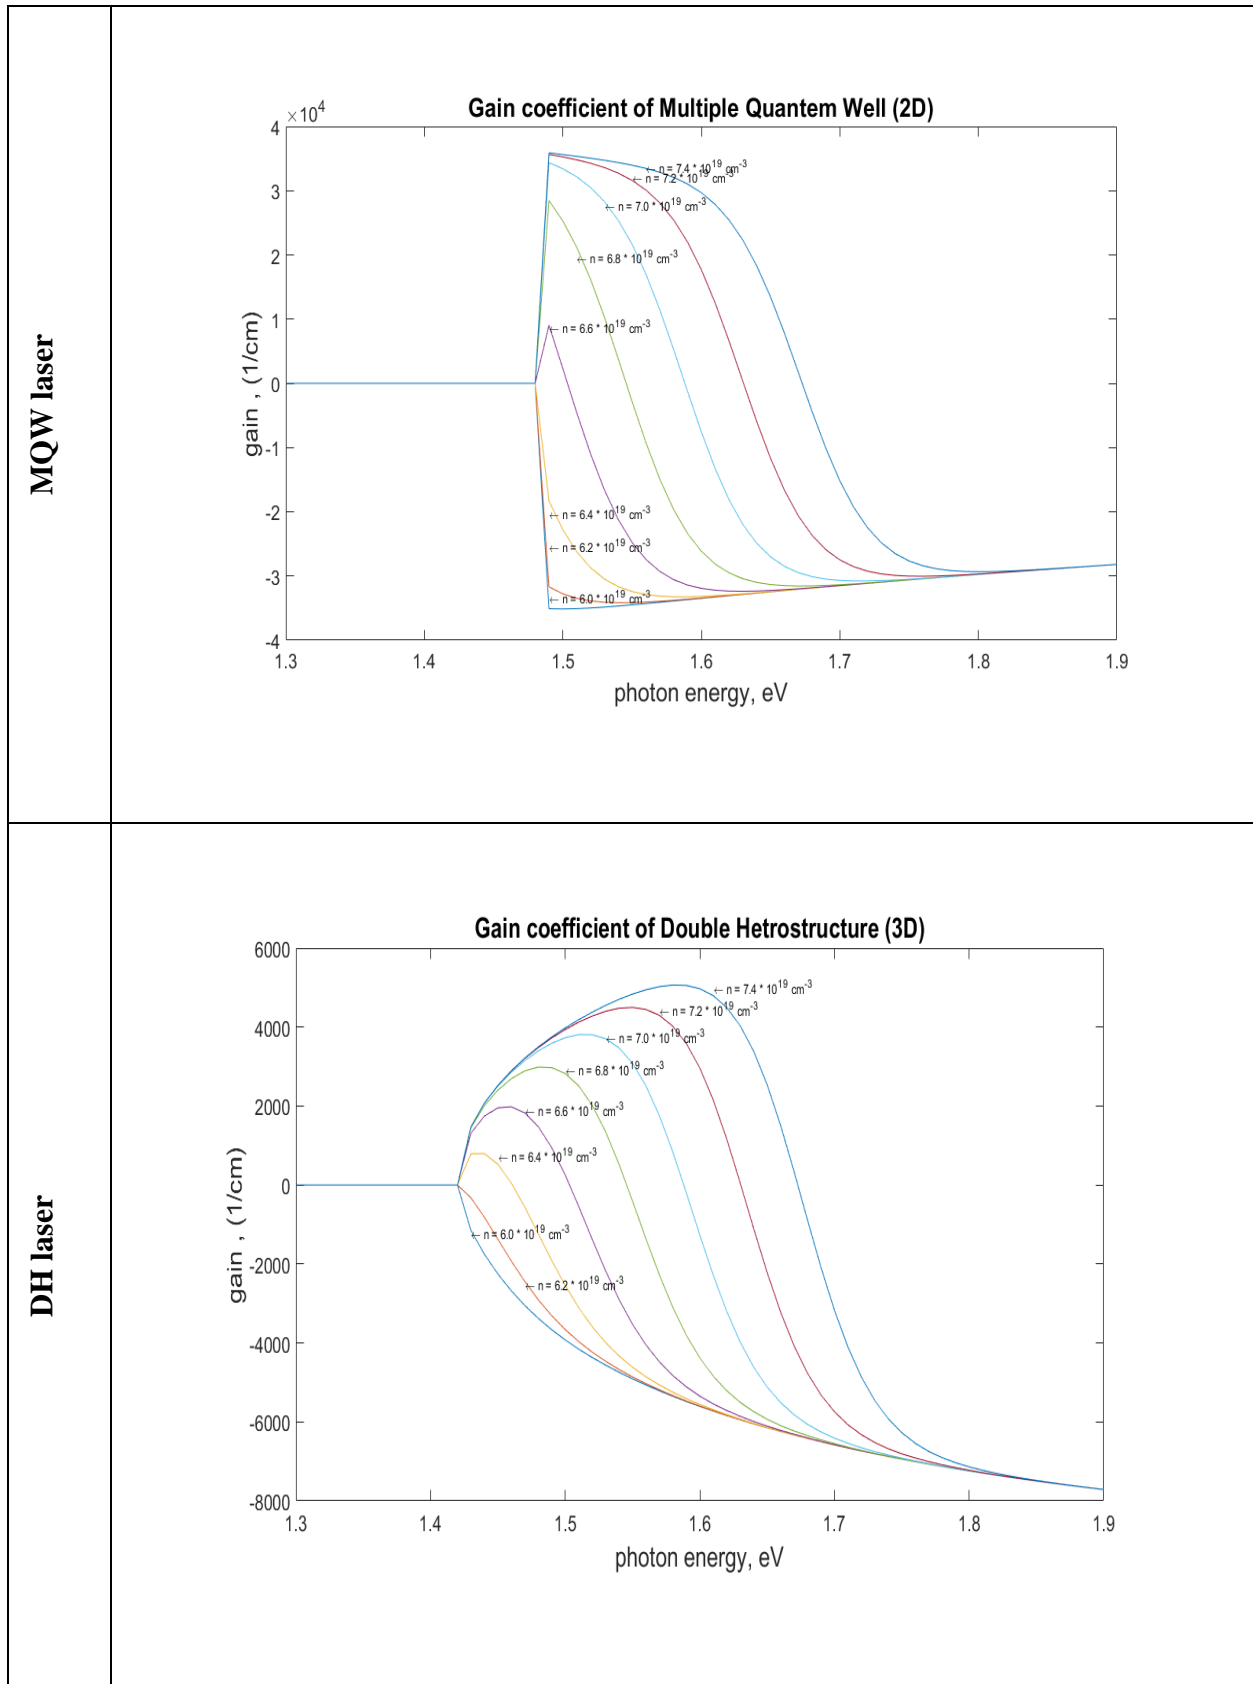 MQW laser
Gain coefficient of Multiple Quantem Well (2D)
×10^4
4
3
2
1
0
-1
-2
-3
-4
gain , (1/cm)
← n = 7.4 * 10^19 cm^-3
← n = 7.2 * 10^19 cm^-3
← n = 7.0 * 10^19 cm^-3
← n = 6.8 * 10^19 cm^-3
← n = 6.6 * 10^19 cm^-3
← n = 6.4 * 10^19 cm^-3
← n = 6.2 * 10^19 cm^-3
← n = 6.0 * 10^19 cm^-3
1.3 1.4 1.5 1.6 1.7 1.8 1.9
photon energy, eV
DH laser
Gain coefficient of Double Hetrostructure (3D)
6000
4000
2000
0
-2000
-4000
-6000
-8000
gain , (1/cm)
← n = 7.4 * 10^19 cm^-3
← n = 7.2 * 10^19 cm^-3
← n = 7.0 * 10^19 cm^-3
← n = 6.8 * 10^19 cm^-3
← n = 6.6 * 10^19 cm^-3
← n = 6.4 * 10^19 cm^-3
← n = 6.0 * 10^19 cm^-3
← n = 6.2 * 10^19 cm^-3
1.3 1.4 1.5 1.6 1.7 1.8 1.9
photon energy, eV